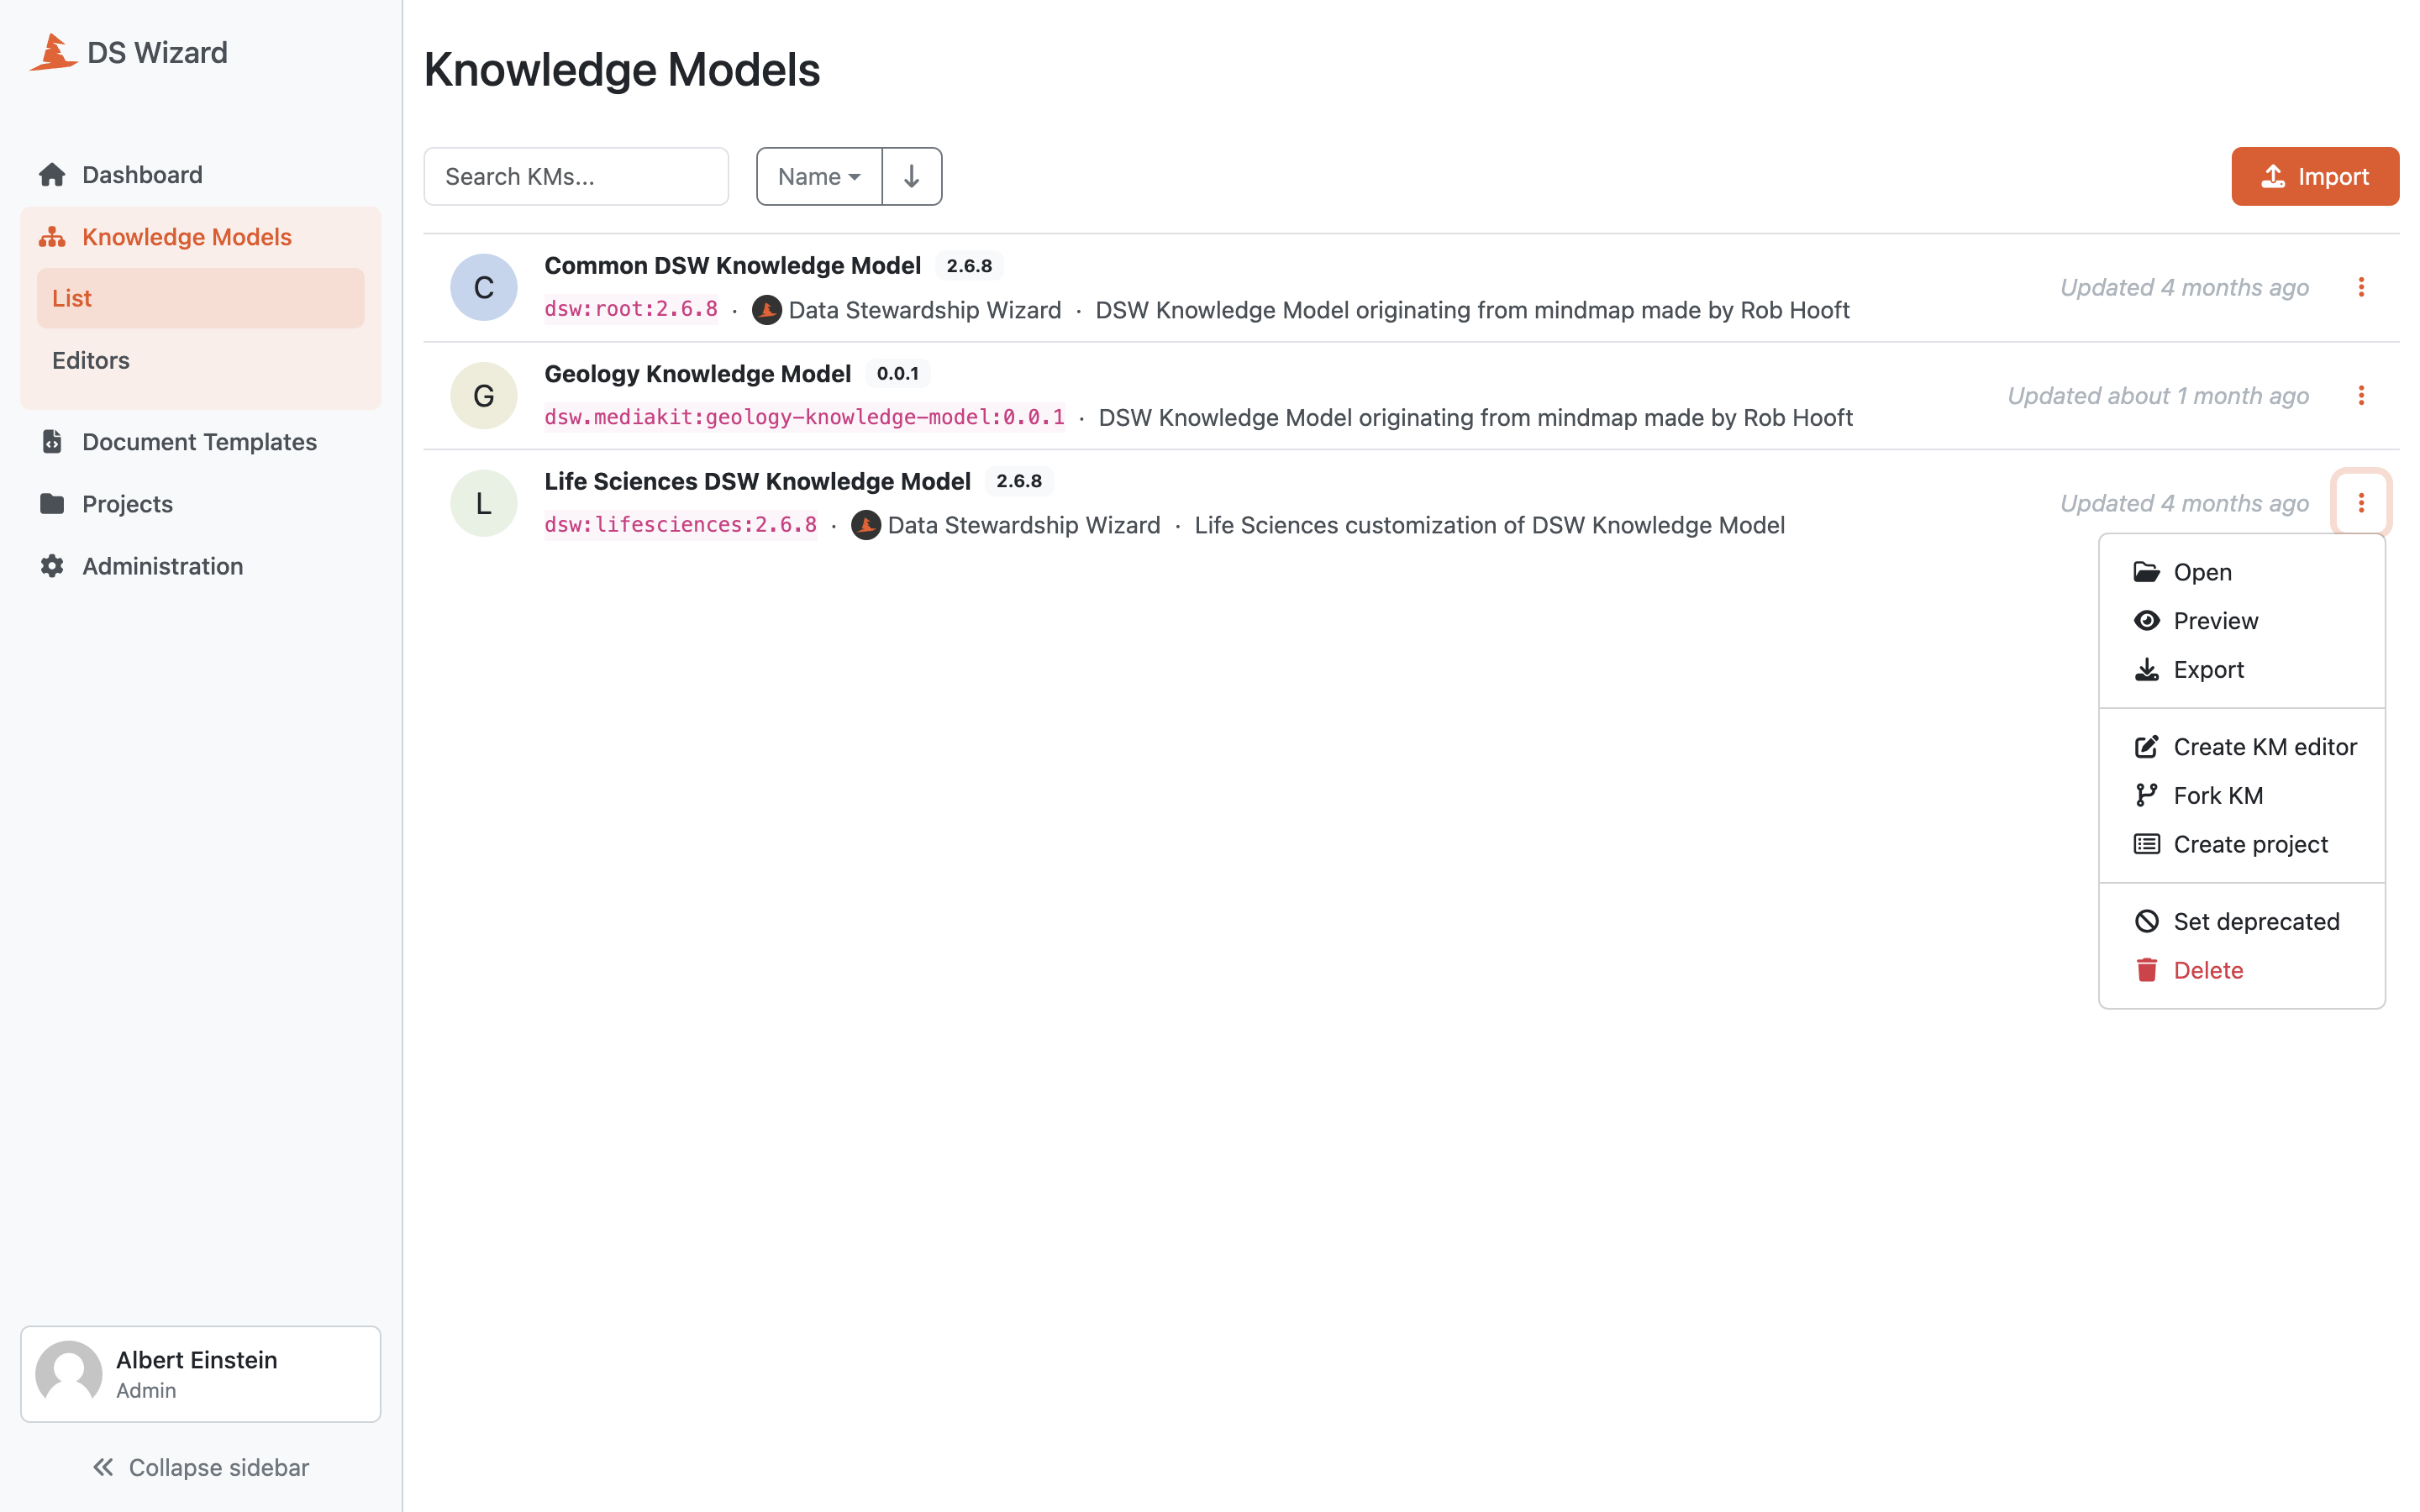 DS Wizard
Dashboard
Knowledge Models
List
Editors
Document Templates
Projects
Administration
Albert Einstein
Admin
Collapse sidebar
Knowledge Models
Search KMs...
Name
Import
C
Common DSW Knowledge Model 2.6.8
dsw:root:2.6.8 · Data Stewardship Wizard · DSW Knowledge Model originating from mindmap made by Rob Hooft
Updated 4 months ago
G
Geology Knowledge Model 0.0.1
dsw.mediakit:geology-knowledge-model:0.0.1 · DSW Knowledge Model originating from mindmap made by Rob Hooft
Updated about 1 month ago
L
Life Sciences DSW Knowledge Model 2.6.8
dsw:lifesciences:2.6.8 · Data Stewardship Wizard · Life Sciences customization of DSW Knowledge Model
Updated 4 months ago
Open
Preview
Export
Create KM editor
Fork KM
Create project
Set deprecated
Delete